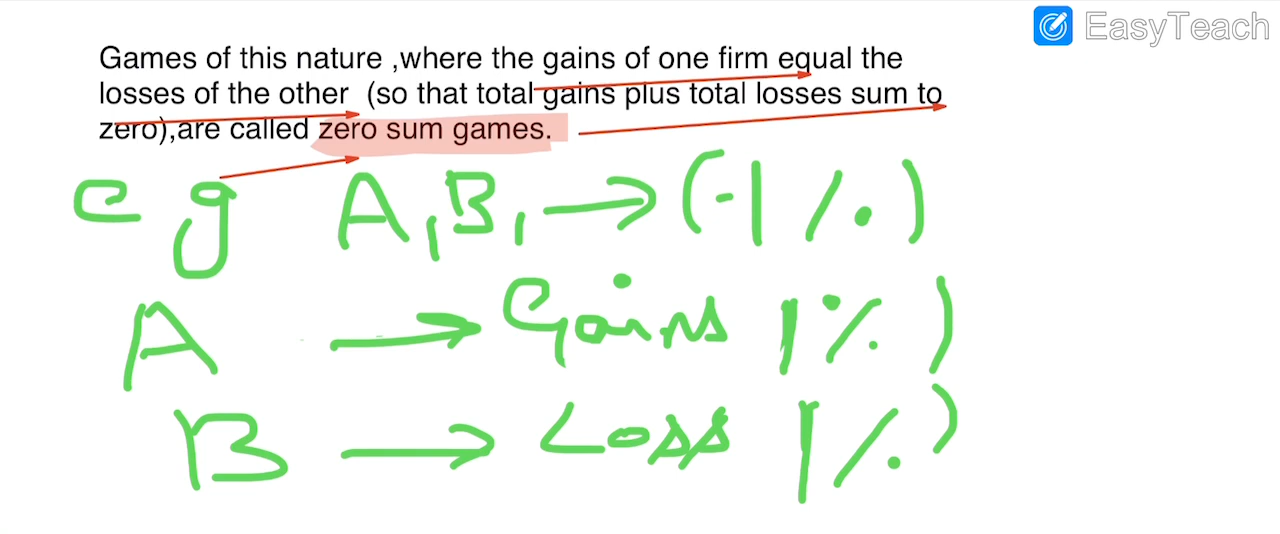 EasyTeach
Games of this nature ,where the gains of one firm equal the
losses of the other (so that total gains plus total losses sum to
zero),are called zero sum games.
eg A,B, → (-1 %)
A → Gains 1%)
B → Loss 1%)